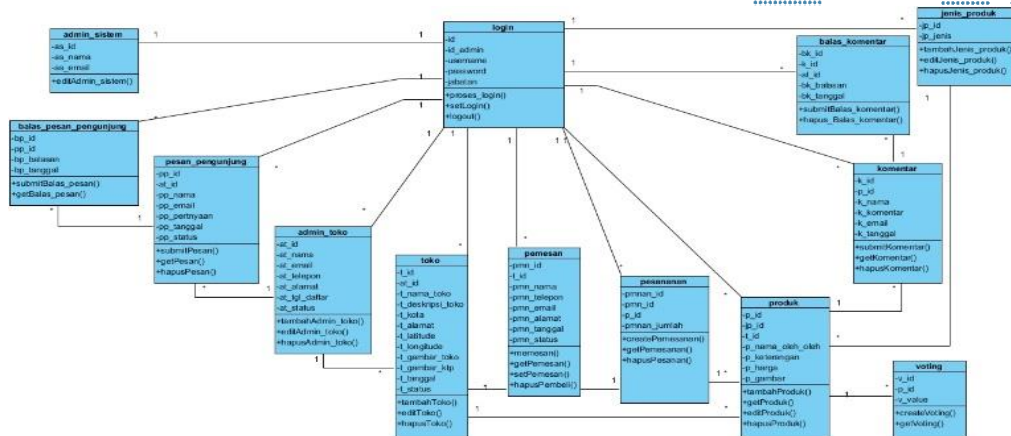 admin_sistem
-as_id
-as_nama
-as_email
+editAdmin_sistem()
login
-id
-id_admin
-username
-password
-jabatan
+proses_login()
+setLogin()
+logout()
jenis_produk
-jp_id
-jp_jenis
+tambahJenis_produk()
+editJenis_produk()
+hapusJenis_produk()
balas_komentar
-bk_id
-k_id
-at_id
-bk_balasan
-bk_tanggal
+submitBalas_komentar()
+hapus_Balas_komentar()
balas_pesan_pengunjung
-bp_id
-pp_id
-bp_balasan
-bp_tanggal
+submitBalas_pesan()
+getBalas_pesan()
pesan_pengunjung
-pp_id
-at_id
-pp_nama
-pp_email
-pp_pertnyaan
-pp_tanggal
-pp_status
+submitPesan()
+getPesan()
+hapusPesan()
komentar
-k_id
-p_id
-k_nama
-k_komentar
-k_email
-k_tanggal
+submitKomentar()
+getKomentar()
+hapusKomentar()
admin_toko
-at_id
-at_nama
-at_email
-at_telepon
-at_alamat
-at_tgl_daftar
-at_status
+tambahAdmin_toko()
+editAdmin_toko()
+hapusAdmin_toko()
toko
-t_id
-at_id
-t_nama_toko
-t_deskripsi_toko
-t_kota
-t_alamat
-t_latitude
-t_longitude
-t_gambar_toko
-t_gambar_ktp
-t_tanggal
-t_status
+tambahToko()
+editToko()
+hapusToko()
pemesan
-pmn_id
-t_id
-pmn_nama
-pmn_telepon
-pmn_email
-pmn_alamat
-pmn_tanggal
-pmn_status
+memesan()
+getPemesan()
+setPemesan()
+hapusPembeli()
pesananan
-pmnan_id
-pmn_id
-p_id
-pmnan_jumlah
+createPemesanan()
+getPemesanan()
+hapusPesanan()
produk
-p_id
-jp_id
-t_id
-p_nama_oleh_oleh
-p_keterangan
-p_harga
-p_gambar
+tambahProduk()
+getProduk()
+editProduk()
+hapusProduk()
voting
-v_id
-p_id
-v_value
+createVoting()
+getVoting()